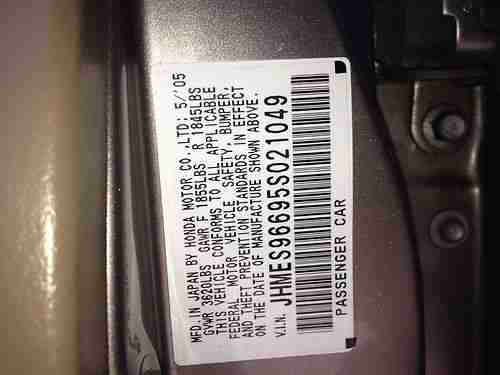 MFD. IN JAPAN BY HONDA MOTOR CO., LTD; 5/'05
GVWR 3620LBS GAWR F 1855LBS R 1845LBS
THIS VEHICLE CONFORMS TO ALL APPLICABLE
FEDERAL MOTOR VEHICLE SAFETY, BUMPER,
AND THEFT PREVENTION STANDARDS IN EFFECT
ON THE DATE OF MANUFACTURE SHOWN ABOVE.
V.I.N. JHMES96695S021049
PASSENGER CAR